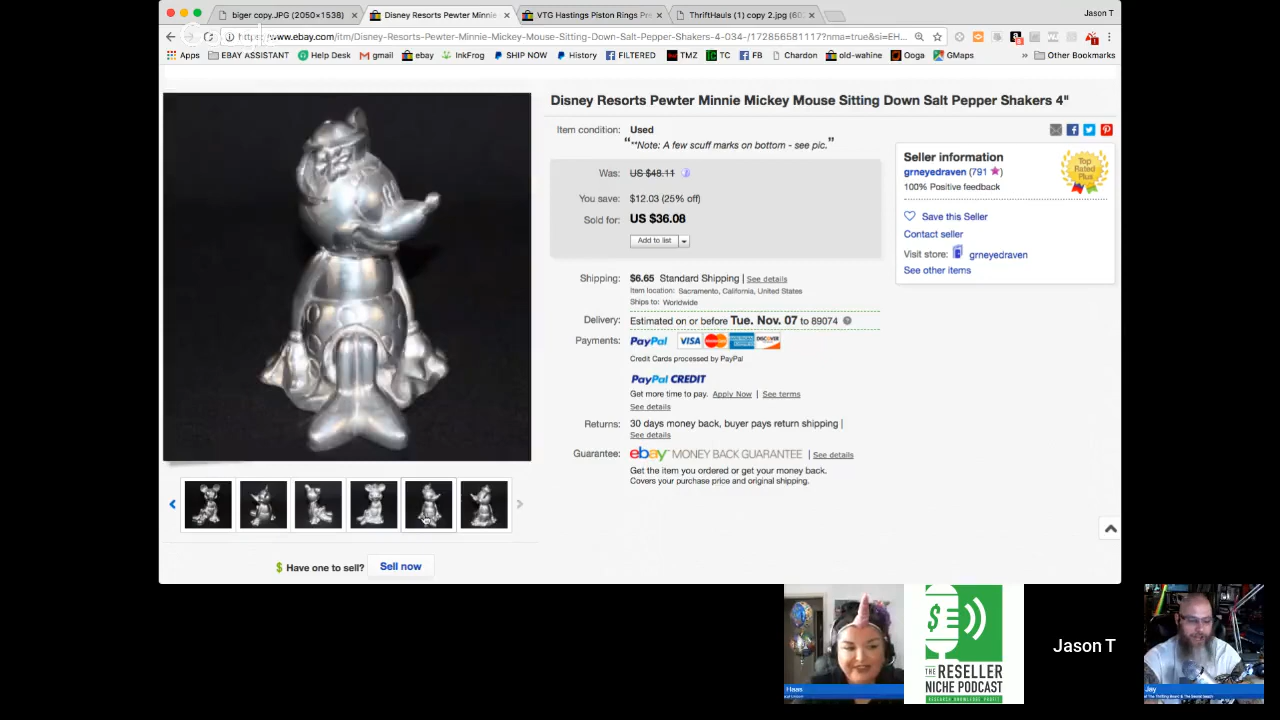 biger copy.JPG (2050×1538)
Disney Resorts Pewter Minnie
VTG Hastings Piston Rings Pe
ThriftHauls (1) copy 2.jpg (60
Jason T
www.ebay.com/itm/Disney-Resorts-Pewter-Minnie-Mickey-Mouse-Sitting-Down-Salt-Pepper-Shakers-4-034-/172856581117?nma=true&si=EH...
Apps EBAY ASSISTANT Help Desk gmail ebay InkFrog SHIP NOW History FILTERED TMZ TC FB Chardon old-wahine Ooga GMaps » Other Bookmarks
Disney Resorts Pewter Minnie Mickey Mouse Sitting Down Salt Pepper Shakers 4"
Item condition: Used
“**Note: A few scuff marks on bottom - see pic.”
Was: US $48.11
You save: $12.03 (25% off)
Sold for: US $36.08
Add to list
Shipping: $6.65 Standard Shipping | See details
Item location: Sacramento, California, United States
Ships to: Worldwide
Delivery: Estimated on or before Tue. Nov. 07 to 89074
Payments: PayPal VISA MasterCard DISCOVER
Credit Cards processed by PayPal
PayPal CREDIT
Get more time to pay. Apply Now | See terms
See details
Returns: 30 days money back, buyer pays return shipping |
See details
Guarantee: ebay MONEY BACK GUARANTEE | See details
Get the item you ordered or get your money back.
Covers your purchase price and original shipping.
Seller information
grneyedraven (791 ★)
100% Positive feedback
Top Rated Plus
Save this Seller
Contact seller
Visit store: grneyedraven
See other items
$ Have one to sell? Sell now
Haas
THE
RESELLER
NICHE PODCAST
RESEARCH KNOWLEDGE PROFIT
Jason T
Jay